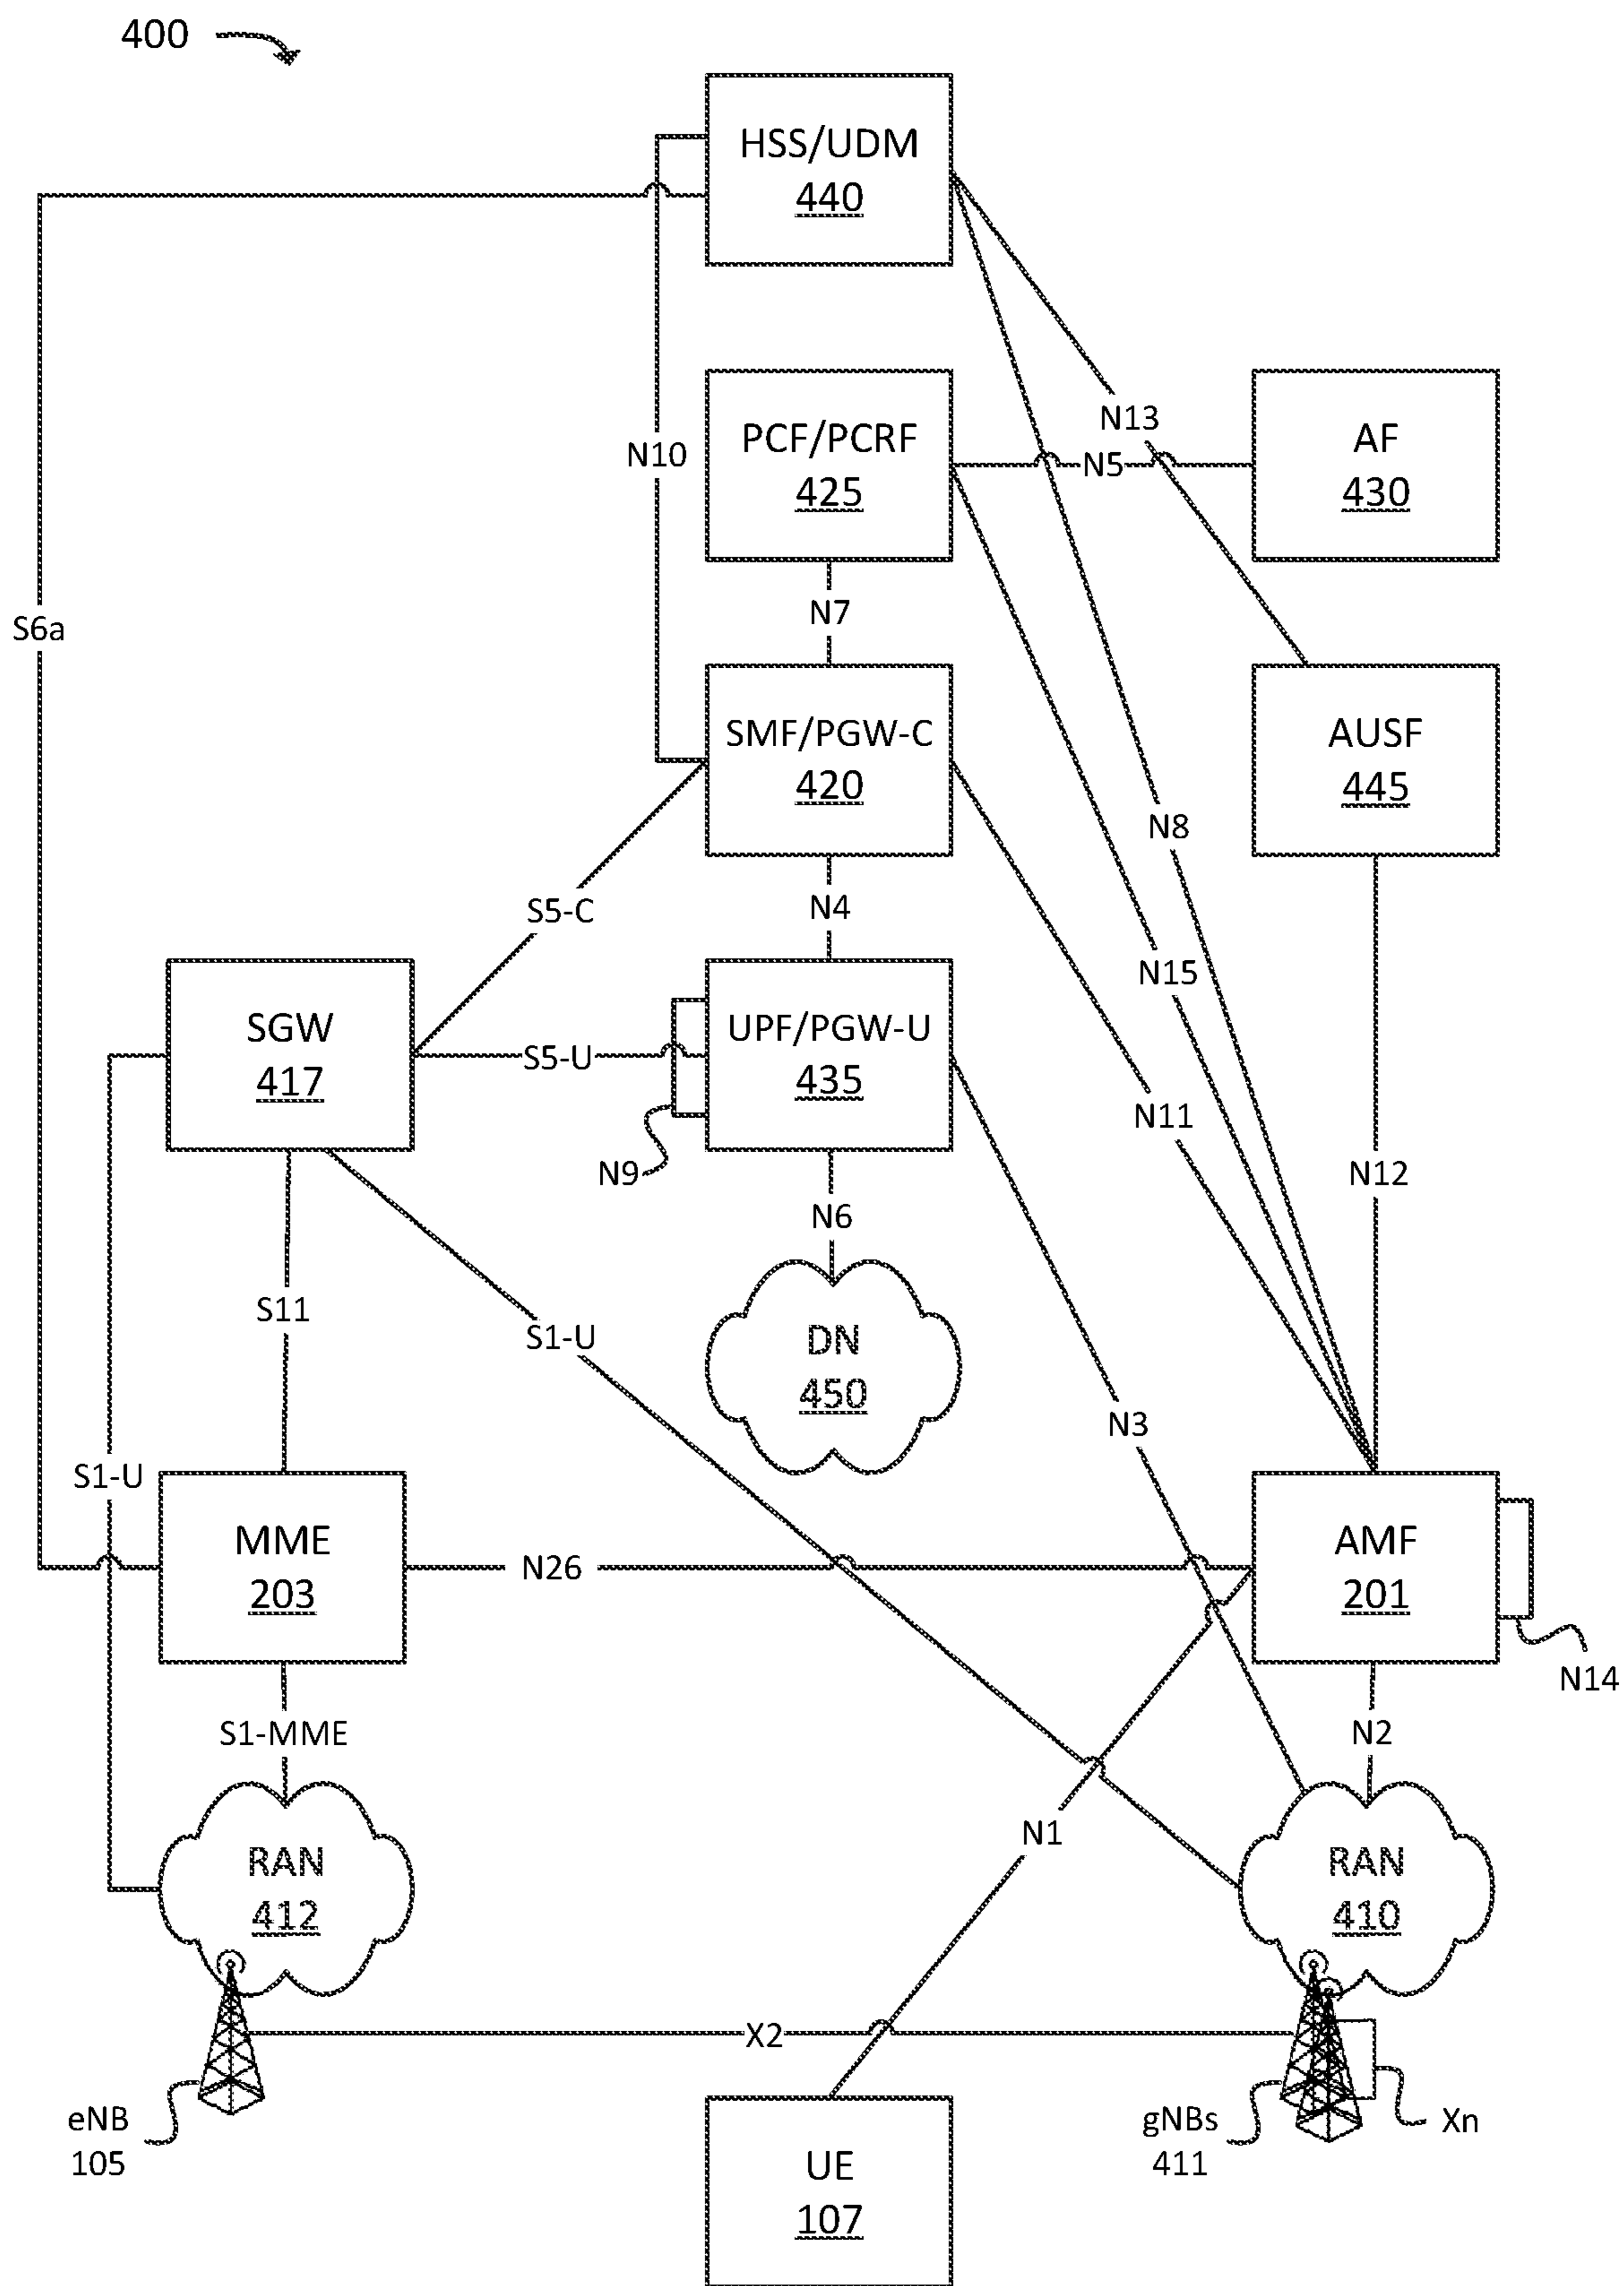 400
HSS/UDM
440
N13
PCF/PCRF
425
N5
AF
430
N10
N7
S6a
SMF/PGW-C
420
AUSF
445
N8
S5-C
N4
N15
SGW
417
S5-U
UPF/PGW-U
435
N11
N9
N12
N6
S11
S1-U
DN
450
N3
S1-U
MME
203
N26
AMF
201
N14
S1-MME
N2
N1
RAN
412
RAN
410
X2
eNB
105
gNBs
411
Xn
UE
107